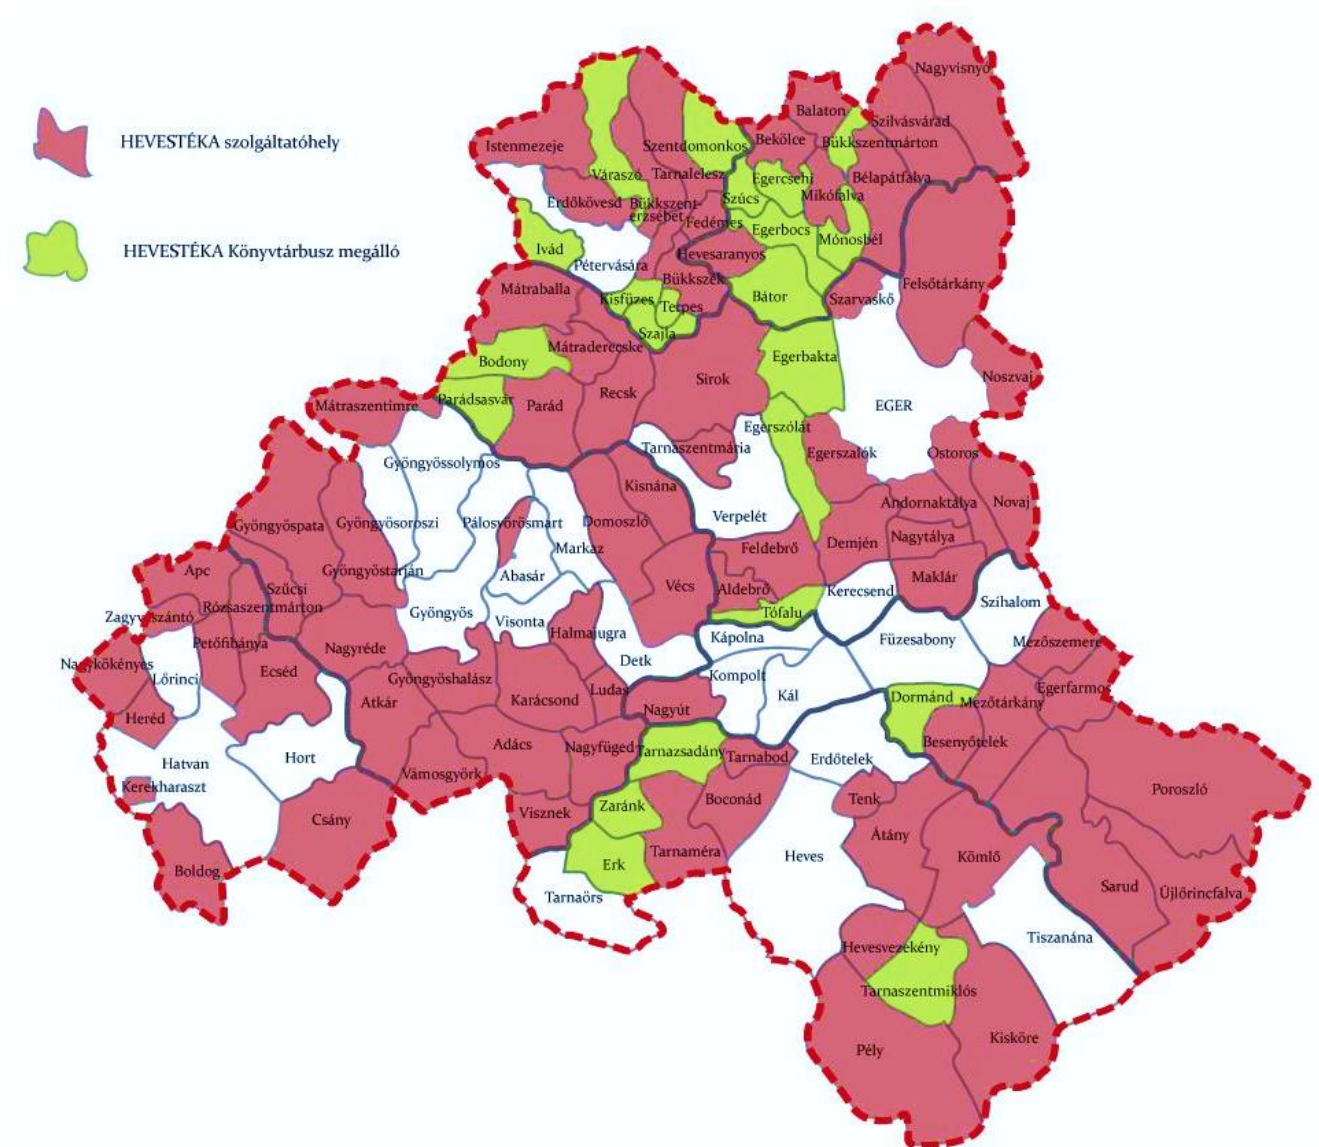 HEVESTÉKA szolgáltatóhely
HEVESTÉKA Könyvtárbusz megálló
Nagyvisnyó
Balaton
Szilvásvárad
Bekölce
Bükkszentmárton
Istenmezeje
Szentdomonkos
Váraszó
Tarnalelesz
Egercsehi
Bélapátfalva
Szúcs
Mikófalva
Erdőkövesd
Bükkszent-
erzsébet
Fedémes
Egerbocs
Mónosbél
Ivád
Hevesaranyos
Pétervására
Bükkszék
Felsőtárkány
Mátraballa
Kisfüzes
Terpes
Bátor
Szarvaskő
Szajla
Mátraderecske
Bodony
Egerbakta
Sirok
Noszvaj
Recsk
Parádsasvár
Parád
Mátraszentimre
EGER
Egerszólát
Tarnaszentmária
Egerszalók
Ostoros
Gyöngyössolymos
Kisnána
Andornaktálya
Novaj
Verpelét
Gyöngyöspata
Gyöngyösoroszi
Pálosvörösmart
Domoszló
Demjén
Nagytálya
Markaz
Feldebrő
Apc
Gyöngyöstarján
Abasár
Maklár
Szűcsi
Vécs
Aldebrő
Kerecsend
Szihalom
Rózsaszentmárton
Zagyvaszántó
Gyöngyös
Tófalu
Visonta
Petőfibánya
Halmajugra
Kápolna
Füzesabony
Mezőszemere
Nagyréde
Detk
Nagykökényes
Lőrinci
Ecséd
Gyöngyöshalász
Kompolt
Egerfarmos
Ludas
Kál
Dormánd
Mezőtárkány
Atkár
Karácsond
Nagyút
Heréd
Besenyőtelek
Adács
Nagyfüged
Tarnazsadány
Hort
Tarnabod
Erdőtelek
Hatvan
Vámosgyörk
Kerekharaszt
Poroszló
Boconád
Tenk
Zaránk
Visznek
Csány
Átány
Tarnaméra
Heves
Kömlő
Erk
Boldog
Sarud
Újlőrincfalva
Tarnaörs
Tiszanána
Hevesvezekény
Tarnaszentmiklós
Kisköre
Pély